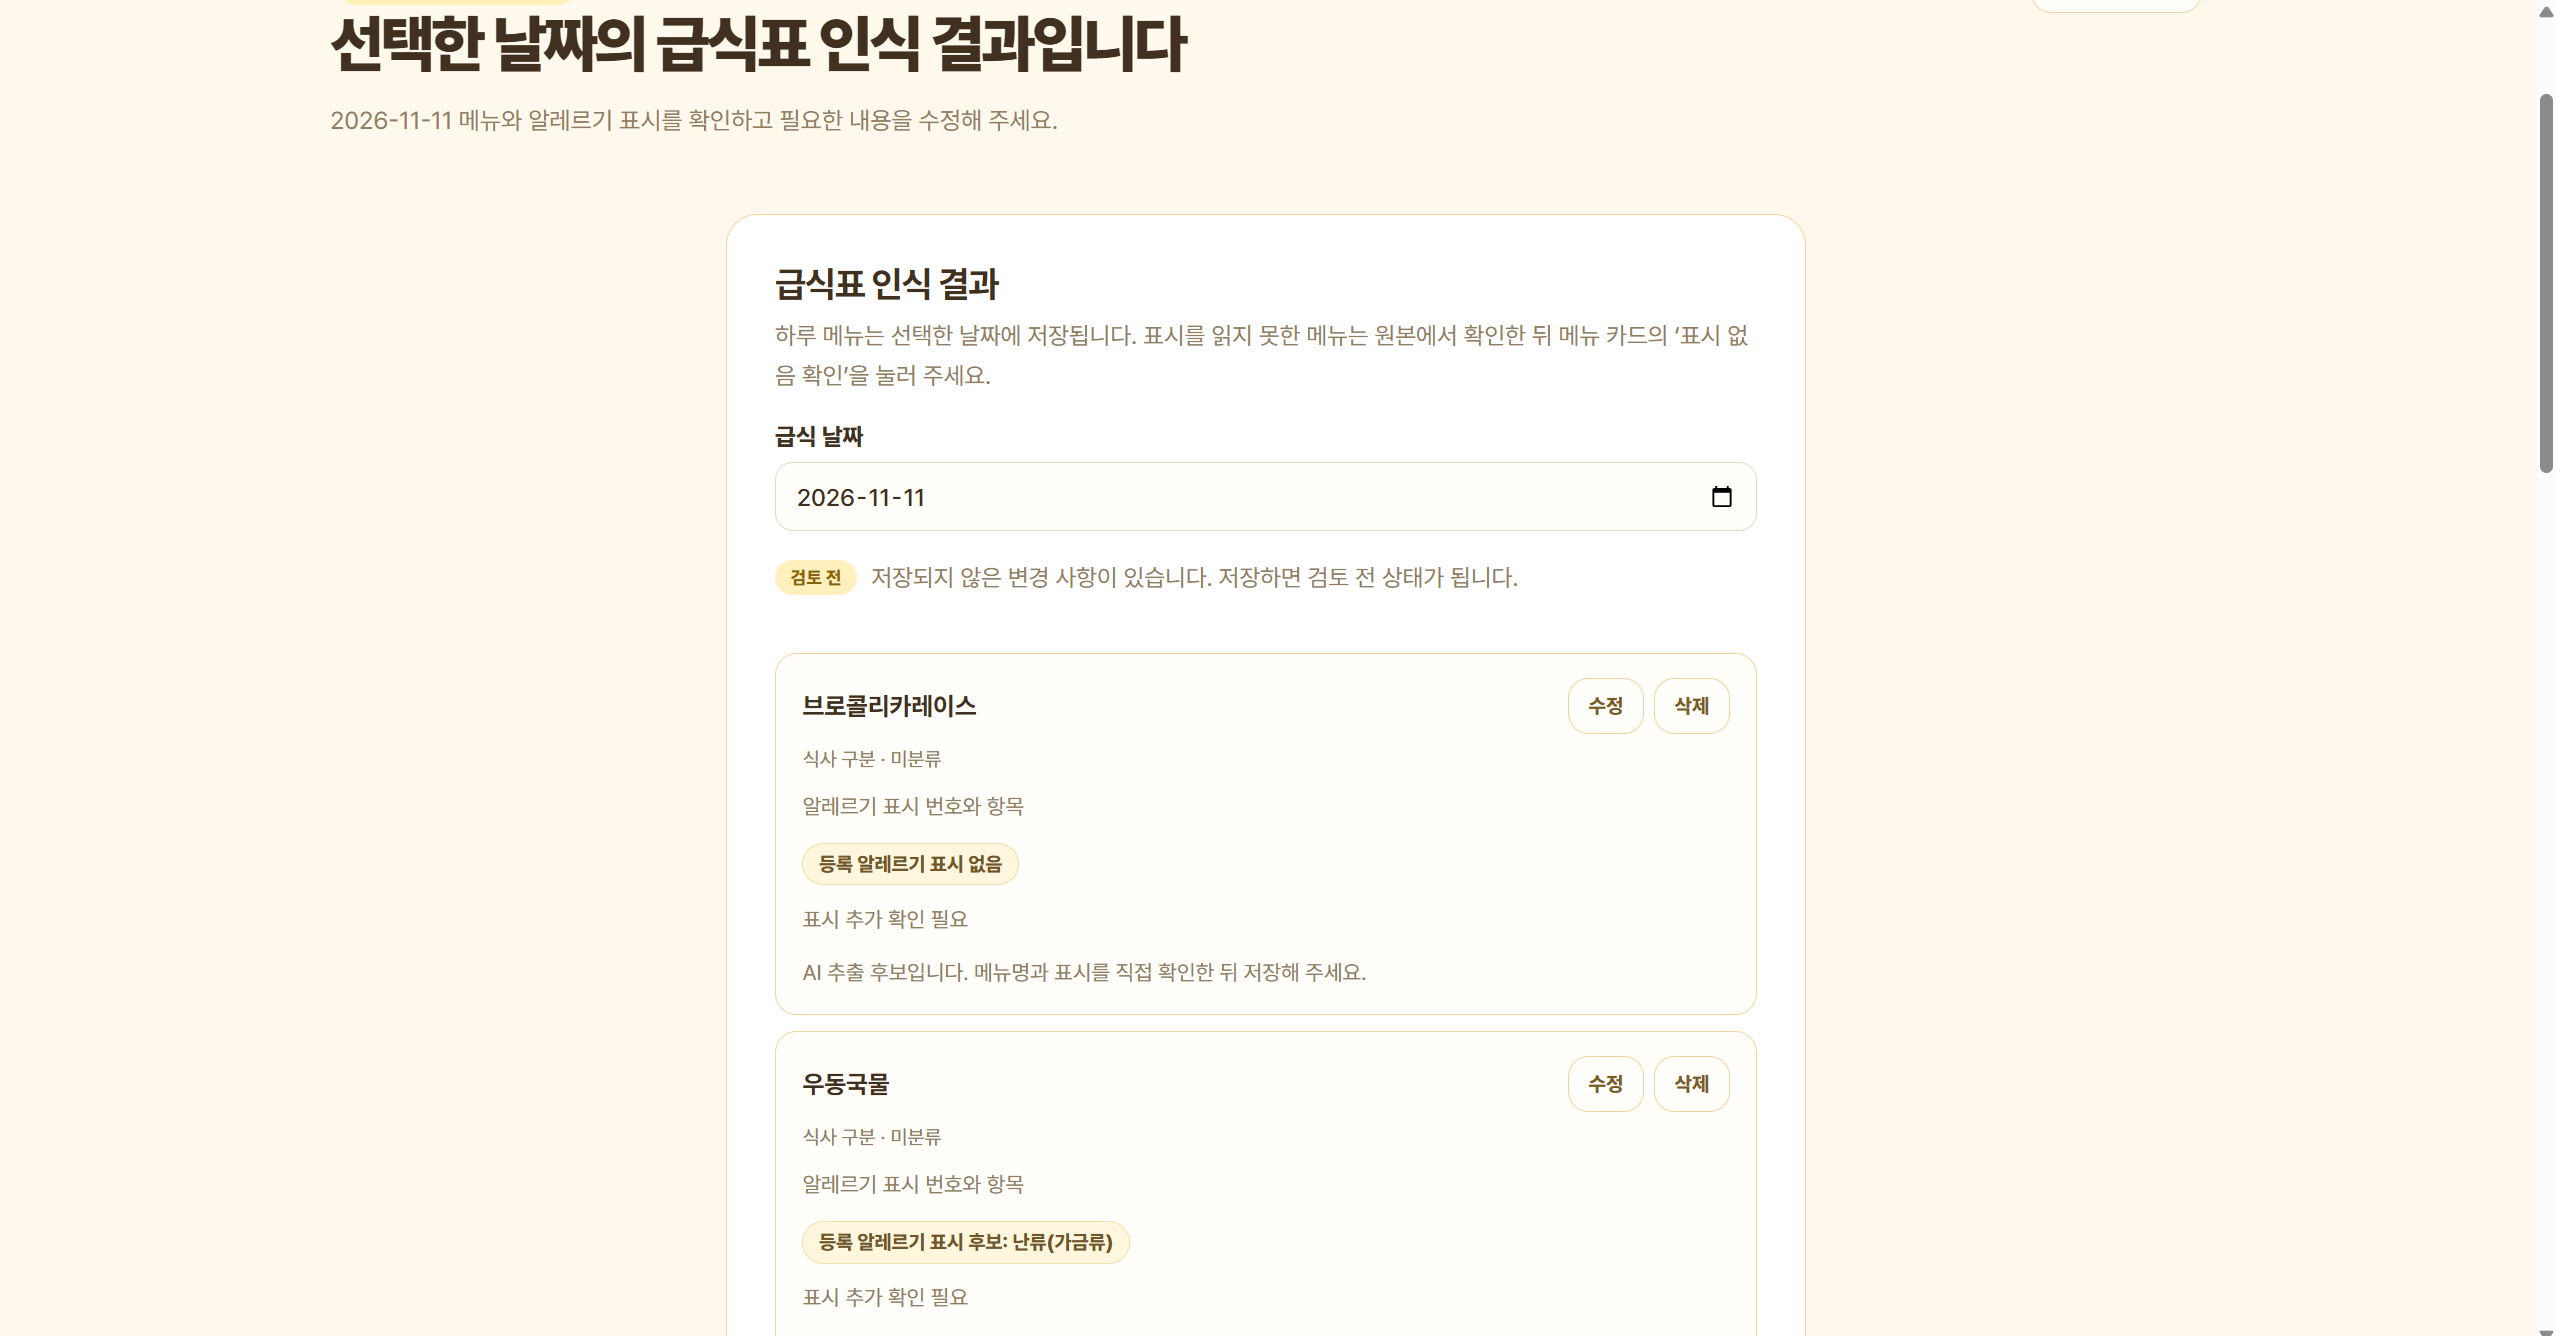 선택한 날짜의 급식표 인식 결과입니다
2026-11-11 메뉴와 알레르기 표시를 확인하고 필요한 내용을 수정해 주세요.
급식표 인식 결과
하루 메뉴는 선택한 날짜에 저장됩니다. 표시를 읽지 못한 메뉴는 원본에서 확인한 뒤 메뉴 카드의 ‘표시 없
음 확인’을 눌러 주세요.
급식 날짜
2026-11-11
검토 전 저장되지 않은 변경 사항이 있습니다. 저장하면 검토 전 상태가 됩니다.
브로콜리카레이스 수정 삭제
식사 구분 · 미분류
알레르기 표시 번호와 항목
등록 알레르기 표시 없음
표시 추가 확인 필요
AI 추출 후보입니다. 메뉴명과 표시를 직접 확인한 뒤 저장해 주세요.
우동국물 수정 삭제
식사 구분 · 미분류
알레르기 표시 번호와 항목
등록 알레르기 표시 후보: 난류(가금류)
표시 추가 확인 필요